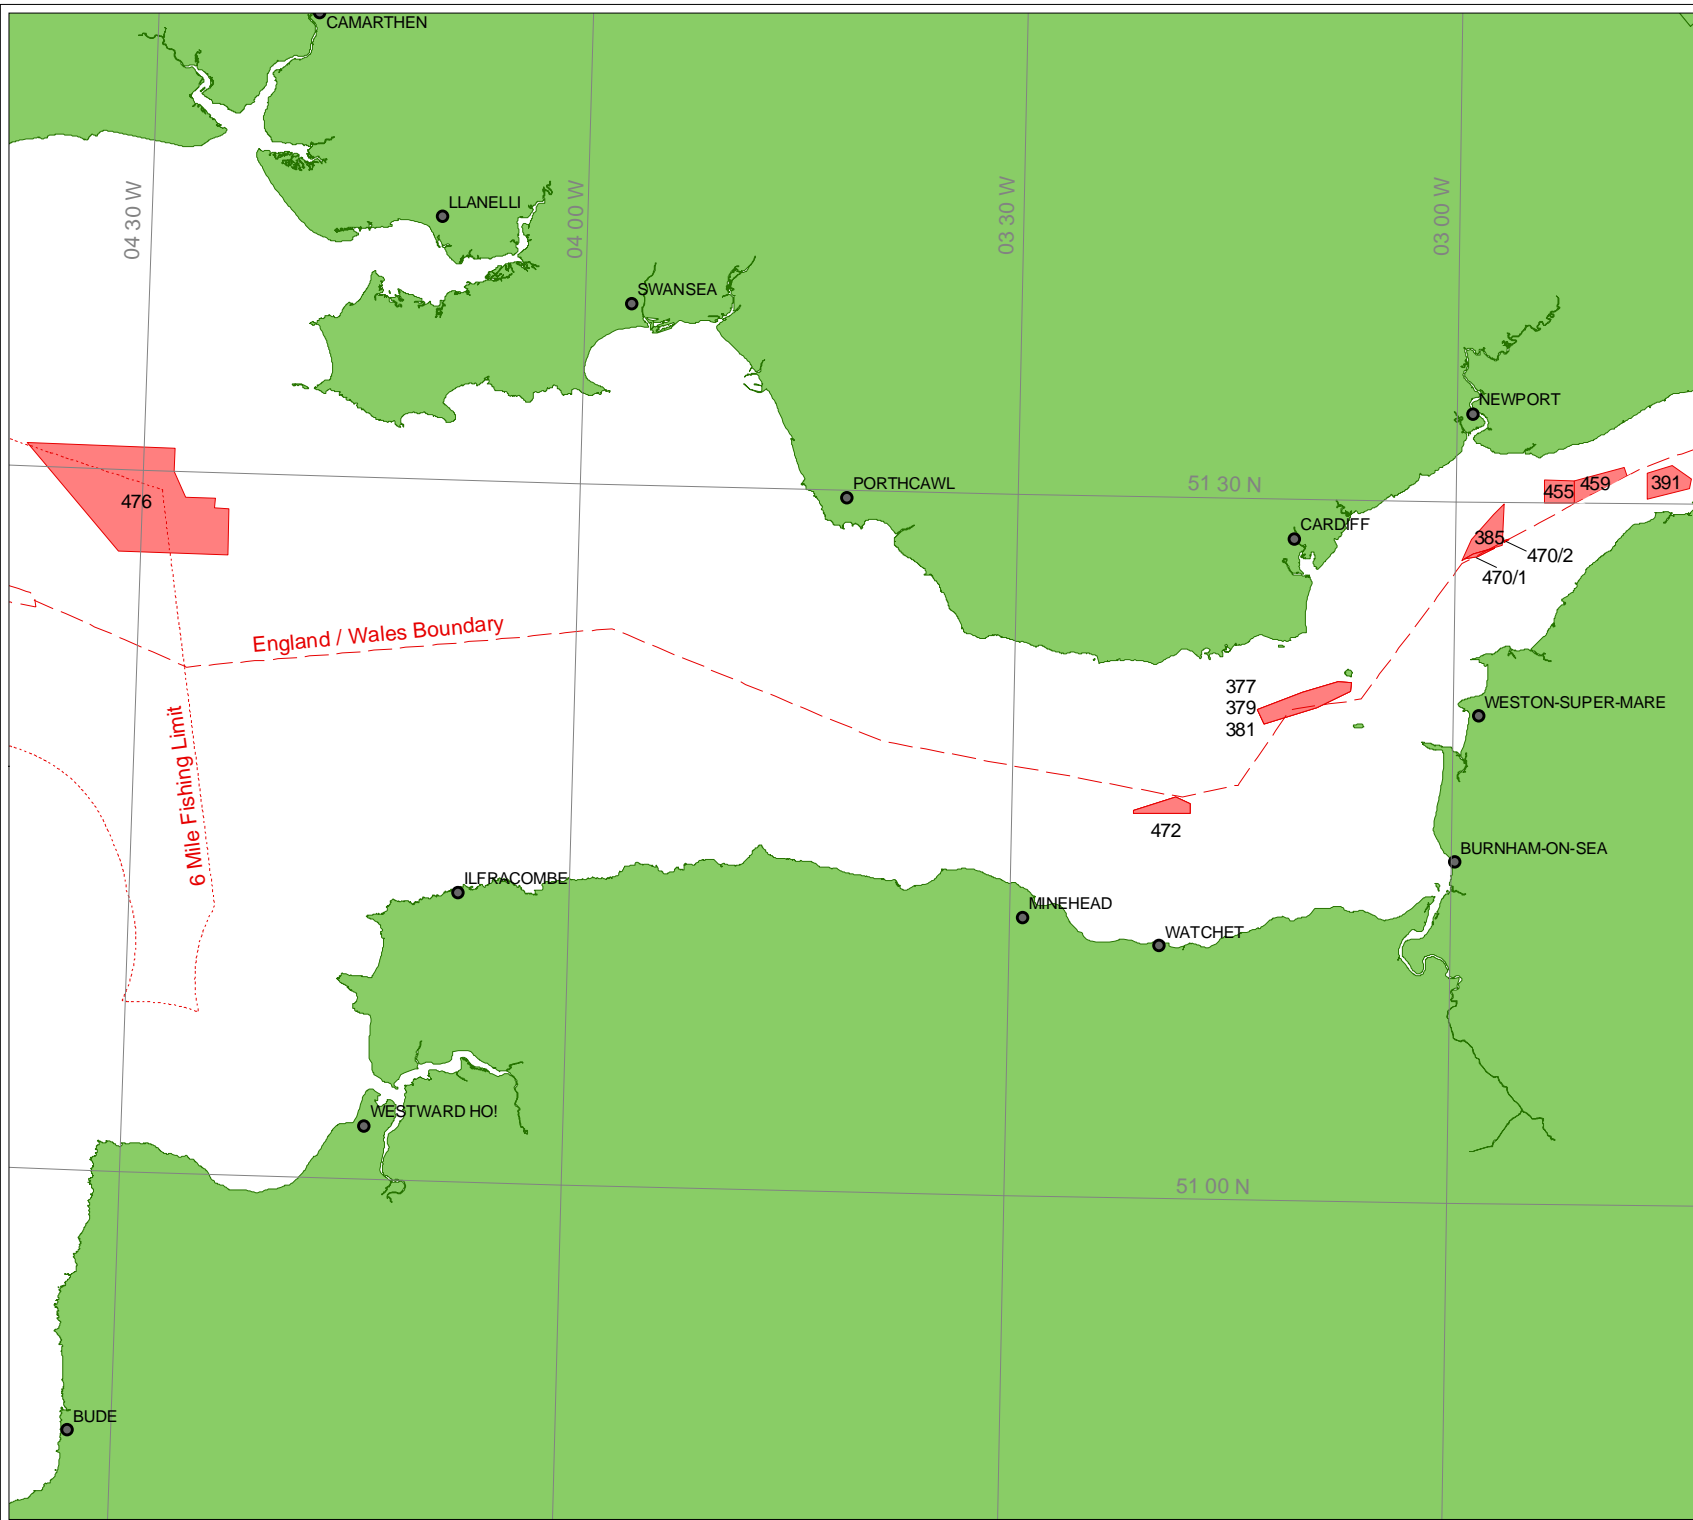 CAMARTHEN
04 30 W
LLANELLI
04 00 W
03 30 W
03 00 W
SWANSEA
NEWPORT
476
PORTHCAWL
51 30 N
455
459
391
CARDIFF
385
470/2
470/1
England / Wales Boundary
377
379
381
WESTON-SUPER-MARE
6 Mile Fishing Limit
472
BURNHAM-ON-SEA
ILFRACOMBE
MINEHEAD
WATCHET
WESTWARD HO!
51 00 N
BUDE